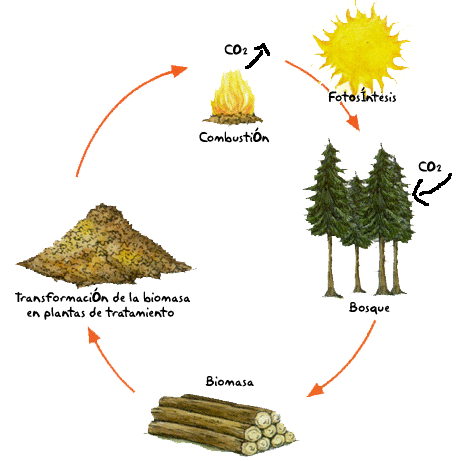 CO₂
CombustiÓn
FotosÍntesis
CO₂
Bosque
Biomasa
TransformaciÓn de la biomasa
en plantas de tratamiento